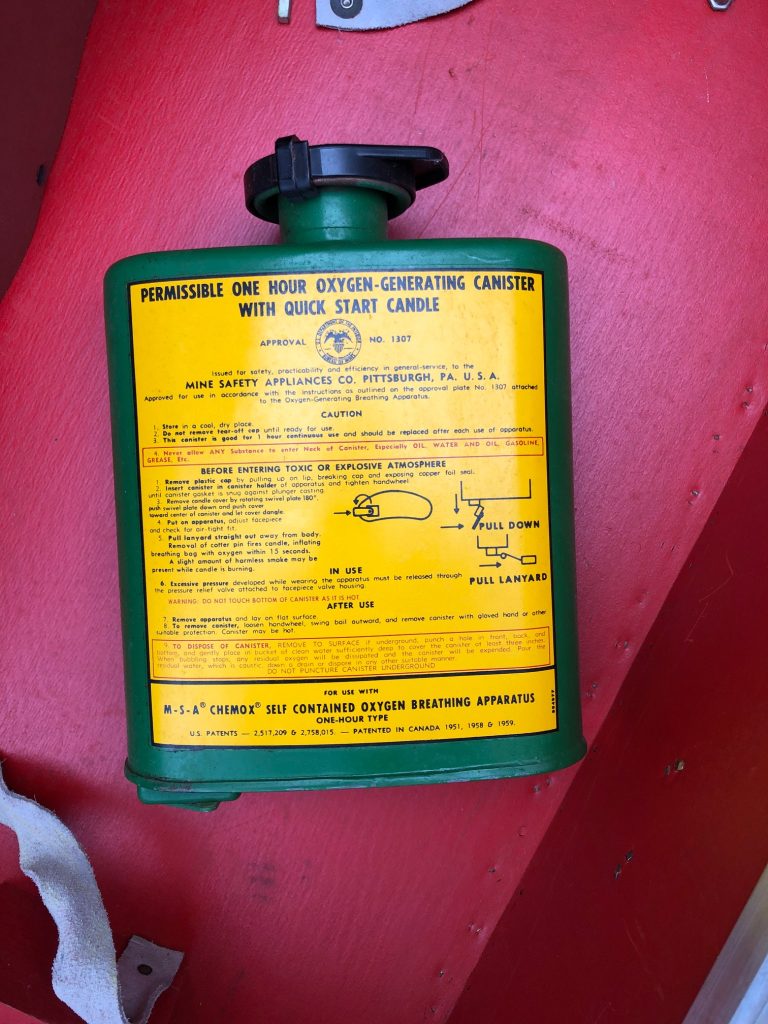 PERMISSIBLE ONE HOUR OXYGEN-GENERATING CANISTER
WITH QUICK START CANDLE
APPROVAL NO. 1307
Issued for safety, practicability and efficiency in general-service, to the
MINE SAFETY APPLIANCES CO. PITTSBURGH, PA. U. S. A.
Approved for use in accordance with the instructions as outlined on the approval plate No. 1307 attached
to the Oxygen-Generating Breathing Apparatus.
CAUTION
1. Store in a cool, dry place.
2. Do not remove tear-off cap until ready for use.
3. This canister is good for 1 hour continuous use and should be replaced after each use of apparatus.
4. Never allow ANY Substance to enter Neck of Canister, Especially OIL, WATER AND OIL, GASOLINE,
GREASE, Etc.
BEFORE ENTERING TOXIC OR EXPLOSIVE ATMOSPHERE
1. Remove plastic cap by pulling up on lip, breaking cap and exposing copper foil seal.
2. Insert canister in canister holder of apparatus and tighten handwheel
until canister gasket is snug against plunger casting
3. Remove candle cover by rotating swivel plate 180°,
push swivel plate down and push cover
toward center of canister and let cover dangle.
4. Put on apparatus, adjust facepiece
and check for air-tight fit.
5. Pull lanyard straight out away from body.
Removal of cotter pin fires candle, inflating
breathing bag with oxygen within 15 seconds.
A slight amount of harmless smoke may be
present while candle is burning.
PULL DOWN
PULL LANYARD
IN USE
6. Excessive pressure developed while wearing the apparatus must be released through
the pressure relief valve attached to facepiece valve housing.
WARNING: DO NOT TOUCH BOTTOM OF CANISTER AS IT IS HOT
AFTER USE
7. Remove apparatus and lay on flat surface.
8. To remove canister, loosen handwheel, swing bail outward, and remove canister with gloved hand or other
suitable protection. Canister may be hot.
9. TO DISPOSE OF CANISTER, REMOVE TO SURFACE if underground, punch a hole in front, back, and
bottom, and gently place in bucket of clean water sufficiently deep to cover the canister at least three inches.
When bubbling stops, any residual oxygen will be dissipated and the canister will be expended. Pour the
residual water, which is caustic, down a drain or dispose in any other suitable manner.
DO NOT PUNCTURE CANISTER UNDERGROUND
FOR USE WITH
M-S-A® CHEMOX® SELF CONTAINED OXYGEN BREATHING APPARATUS
ONE-HOUR TYPE
U.S. PATENTS — 2,517,209 & 2,758,015. — PATENTED IN CANADA 1951, 1958 & 1959.